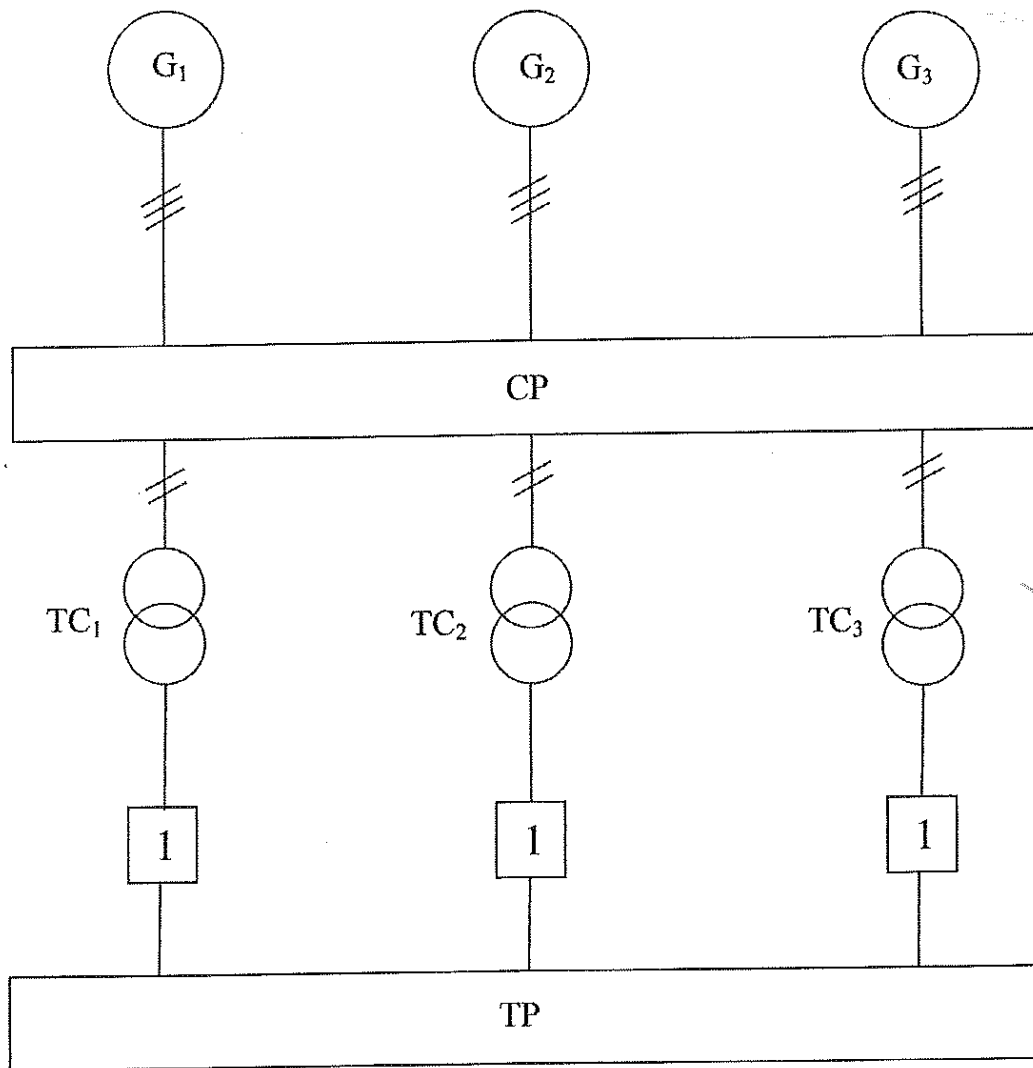 G₁ G₂ G₃
CP
TC₁ TC₂ TC₃
1 1 1
TP